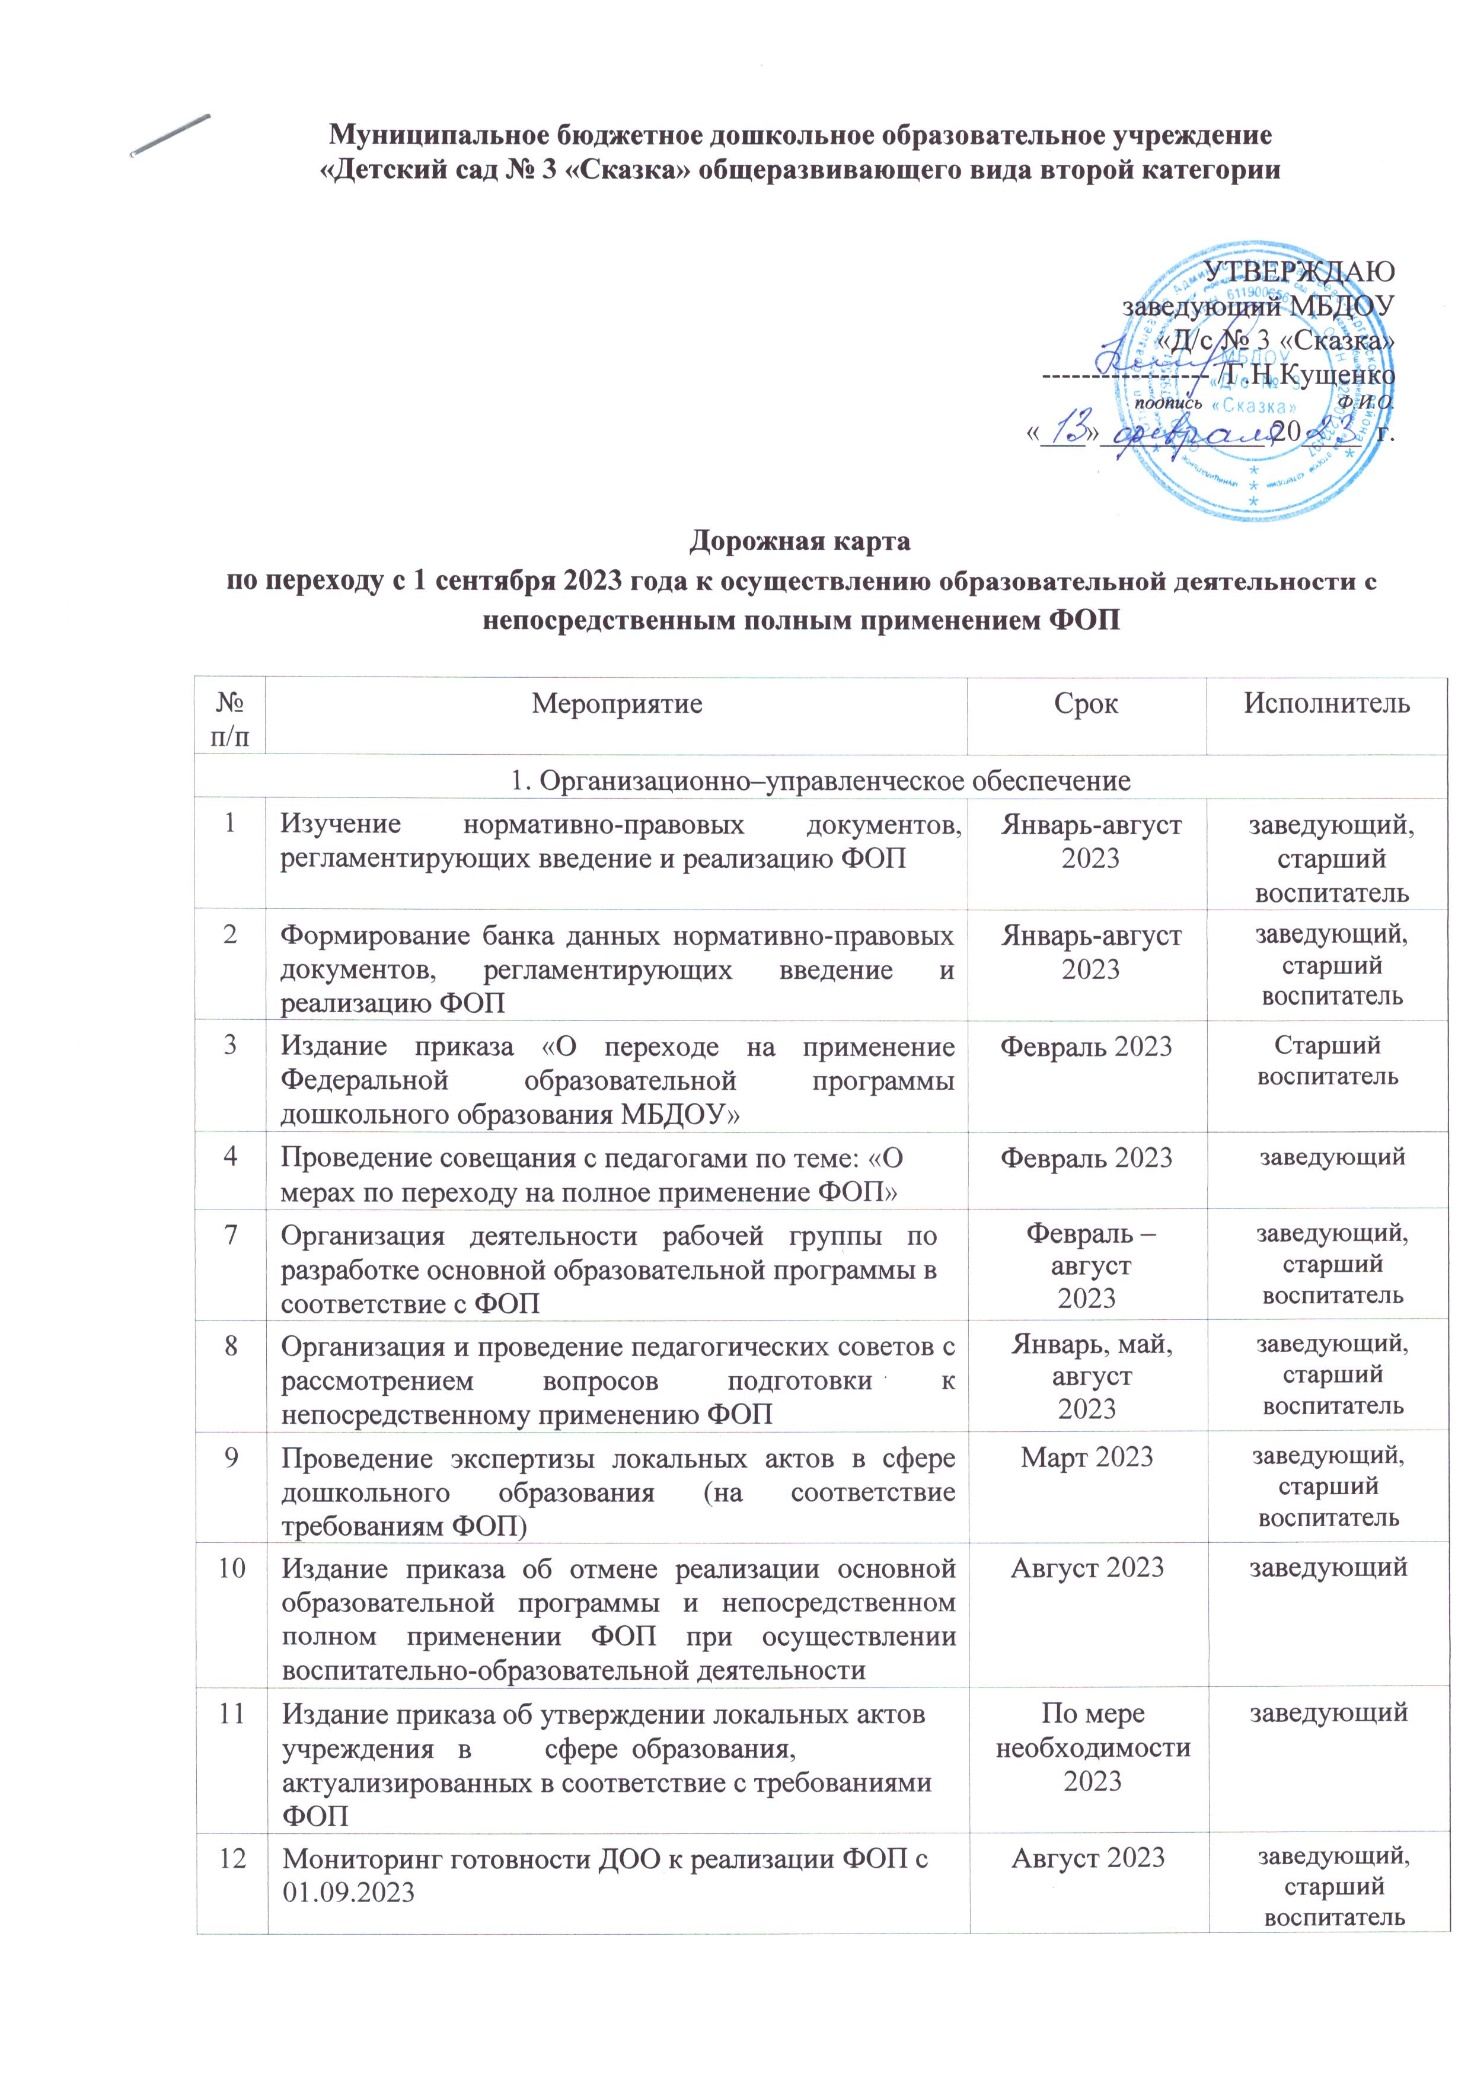 Муниципальное бюджетное дошкольное образовательное учреждение
«Детский сад № 3 «Сказка» общеразвивающего вида второй категории
УТВЕРЖДАЮ
заведующий МБДОУ
«Д/с № 3 «Сказка»
----------------- /Г.Н.Кущенко
подпись Ф.И.О.
« 13 » февраля 20 23 г.
МБДОУ
«Д/с № 3
«Сказка»
Дорожная карта
по переходу с 1 сентября 2023 года к осуществлению образовательной деятельности с
непосредственным полным применением ФОП
№
п/п
Мероприятие
Срок
Исполнитель
1. Организационно–управленческое обеспечение
1
Изучение нормативно-правовых документов,
регламентирующих введение и реализацию ФОП
Январь-август
2023
заведующий,
старший
воспитатель
2
Формирование банка данных нормативно-правовых
документов, регламентирующих введение и
реализацию ФОП
Январь-август
2023
заведующий,
старший
воспитатель
3
Издание приказа «О переходе на применение
Федеральной образовательной программы
дошкольного образования МБДОУ»
Февраль 2023
Старший
воспитатель
4
Проведение совещания с педагогами по теме: «О
мерах по переходу на полное применение ФОП»
Февраль 2023
заведующий
7
Организация деятельности рабочей группы по
разработке основной образовательной программы в
соответствие с ФОП
Февраль –
август
2023
заведующий,
старший
воспитатель
8
Организация и проведение педагогических советов с
рассмотрением вопросов подготовки к
непосредственному применению ФОП
Январь, май,
август
2023
заведующий,
старший
воспитатель
9
Проведение экспертизы локальных актов в сфере
дошкольного образования (на соответствие
требованиям ФОП)
Март 2023
заведующий,
старший
воспитатель
10
Издание приказа об отмене реализации основной
образовательной программы и непосредственном
полном применении ФОП при осуществлении
воспитательно-образовательной деятельности
Август 2023
заведующий
11
Издание приказа об утверждении локальных актов
учреждения в сфере образования,
актуализированных в соответствие с требованиями
ФОП
По мере
необходимости
2023
заведующий
12
Мониторинг готовности ДОО к реализации ФОП с
01.09.2023
Август 2023
заведующий,
старший
воспитатель